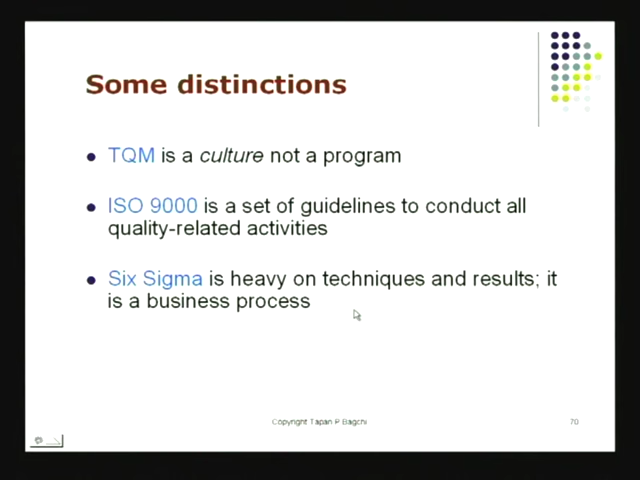 Some distinctions
● TQM is a culture not a program
● ISO 9000 is a set of guidelines to conduct all
quality-related activities
● Six Sigma is heavy on techniques and results; it
is a business process
Copyright Tapan P Bagchi
70